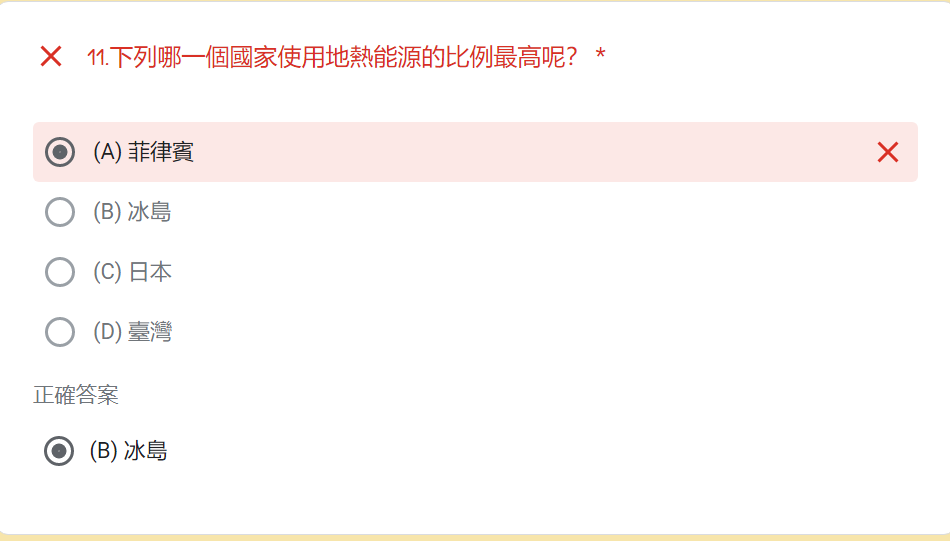 11.下列哪一個國家使用地熱能源的比例最高呢? *
(A) 菲律賓
(B) 冰島
(C) 日本
(D) 臺灣
正確答案
(B) 冰島